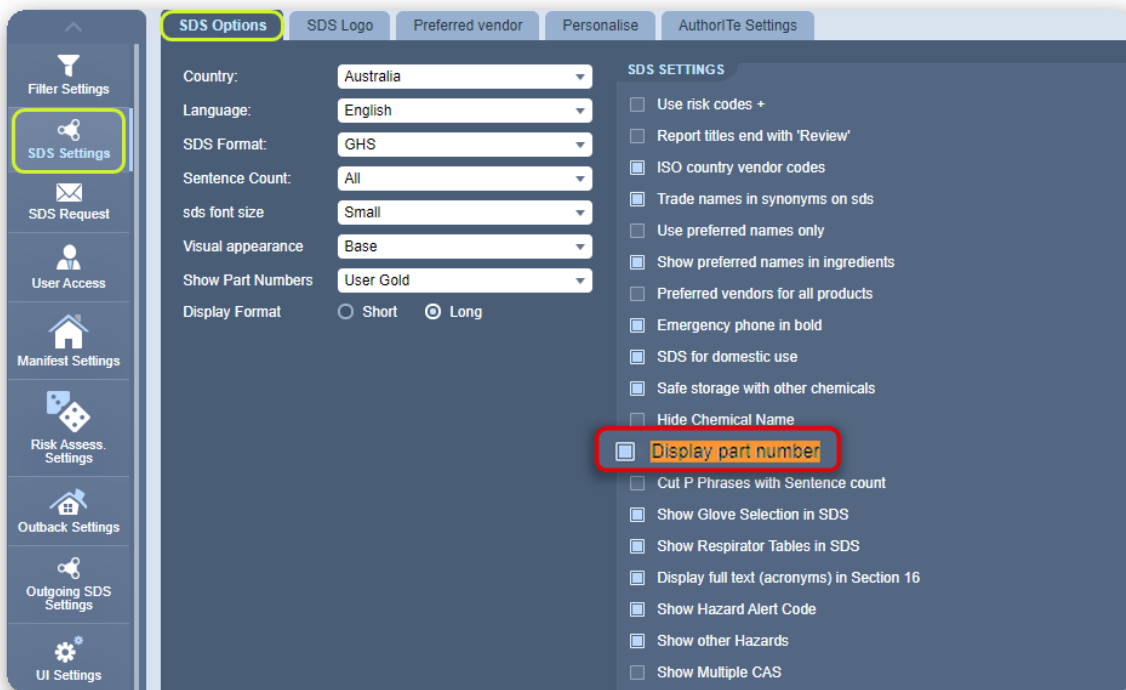 SDS Options
SDS Logo
Preferred vendor
Personalise
AuthorITe Settings
Filter Settings
SDS Settings
SDS Request
User Access
Manifest Settings
Risk Assess.
Settings
Outback Settings
Outgoing SDS
Settings
UI Settings
Country:
Australia
Language:
English
SDS Format:
GHS
Sentence Count:
All
sds font size
Small
Visual appearance
Base
Show Part Numbers
User Gold
Display Format
Short
Long
SDS SETTINGS
Use risk codes +
Report titles end with 'Review'
ISO country vendor codes
Trade names in synonyms on sds
Use preferred names only
Show preferred names in ingredients
Preferred vendors for all products
Emergency phone in bold
SDS for domestic use
Safe storage with other chemicals
Hide Chemical Name
Display part number
Cut P Phrases with Sentence count
Show Glove Selection in SDS
Show Respirator Tables in SDS
Display full text (acronyms) in Section 16
Show Hazard Alert Code
Show other Hazards
Show Multiple CAS